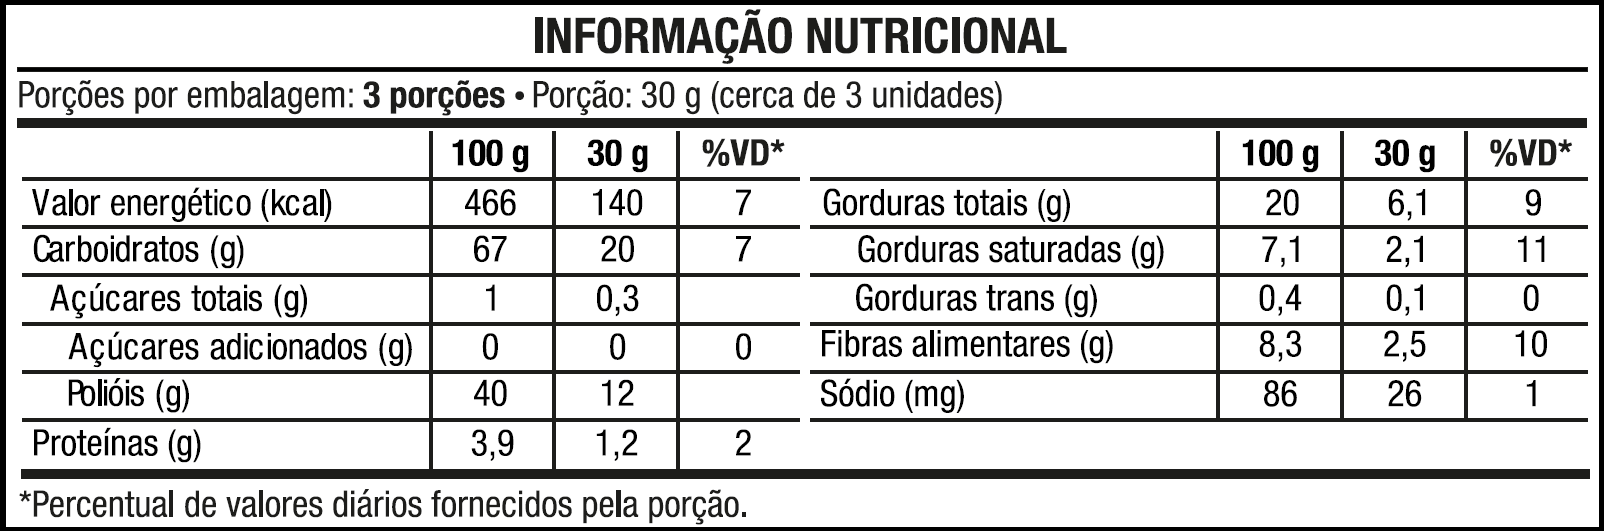 INFORMAÇÃO NUTRICIONAL
Porções por embalagem: 3 porções • Porção: 30 g (cerca de 3 unidades)
100 g 30 g %VD*
Valor energético (kcal) 466 140 7
Carboidratos (g) 67 20 7
Açúcares totais (g) 1 0,3
Açúcares adicionados (g) 0 0 0
Polióis (g) 40 12
Proteínas (g) 3,9 1,2 2
100 g 30 g %VD*
Gorduras totais (g) 20 6,1 9
Gorduras saturadas (g) 7,1 2,1 11
Gorduras trans (g) 0,4 0,1 0
Fibras alimentares (g) 8,3 2,5 10
Sódio (mg) 86 26 1
*Percentual de valores diários fornecidos pela porção.